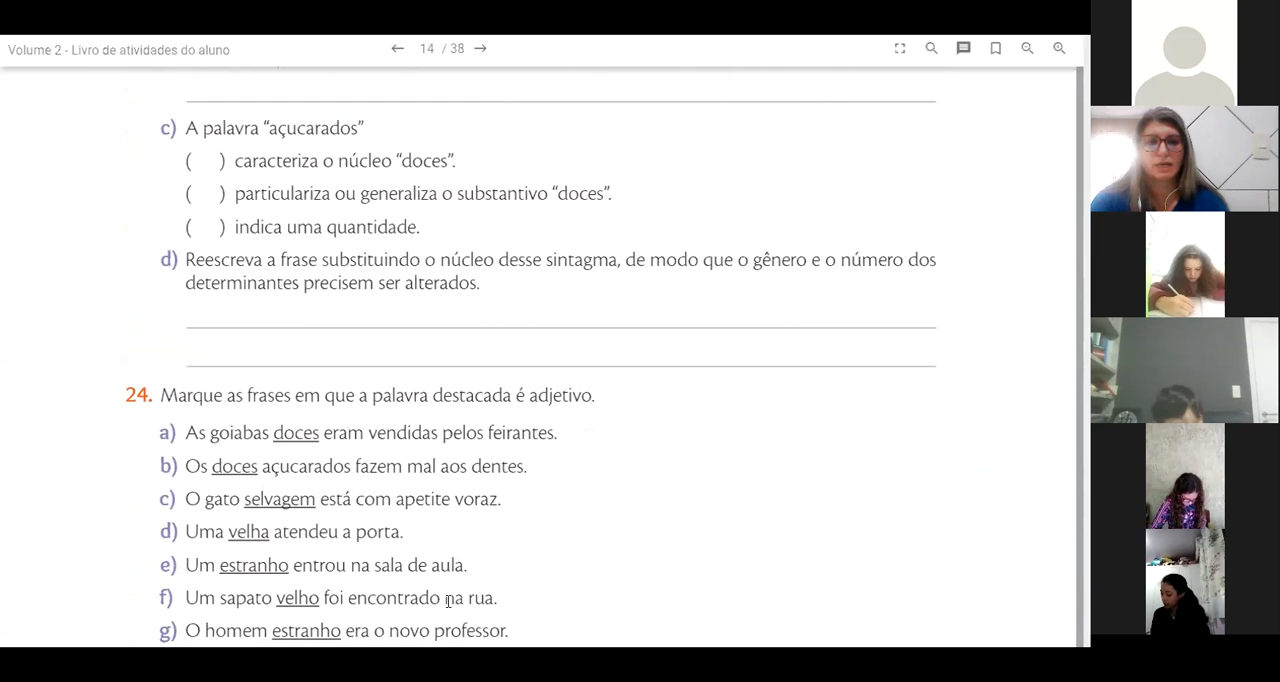 Volume 2 - Livro de atividades do aluno
14 / 38
c) A palavra “açucarados”
( ) caracteriza o núcleo “doces”.
( ) particulariza ou generaliza o substantivo “doces”.
( ) indica uma quantidade.
d) Reescreva a frase substituindo o núcleo desse sintagma, de modo que o gênero e o número dos
determinantes precisem ser alterados.
24. Marque as frases em que a palavra destacada é adjetivo.
a) As goiabas doces eram vendidas pelos feirantes.
b) Os doces açucarados fazem mal aos dentes.
c) O gato selvagem está com apetite voraz.
d) Uma velha atendeu a porta.
e) Um estranho entrou na sala de aula.
f) Um sapato velho foi encontrado na rua.
g) O homem estranho era o novo professor.